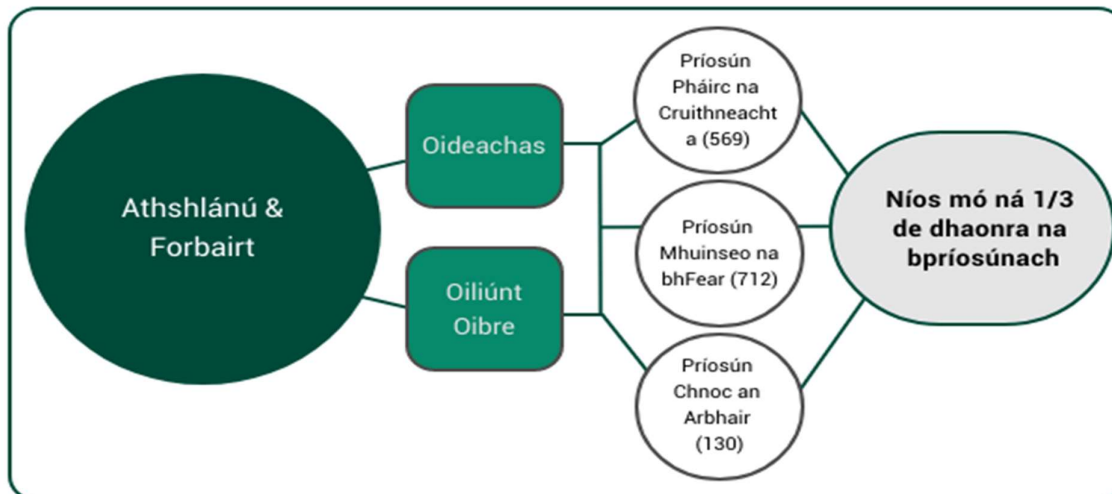 Athshlánú &
Forbairt
Oideachas
Oiliúnt
Oibre
Príosún
Pháirc na
Cruithneacht
a (569)
Príosún
Mhuinseo na
bhFear (712)
Príosún
Chnoc an
Arbhair
(130)
Níos mó ná 1/3
de dhaonra na
bpríosúnach